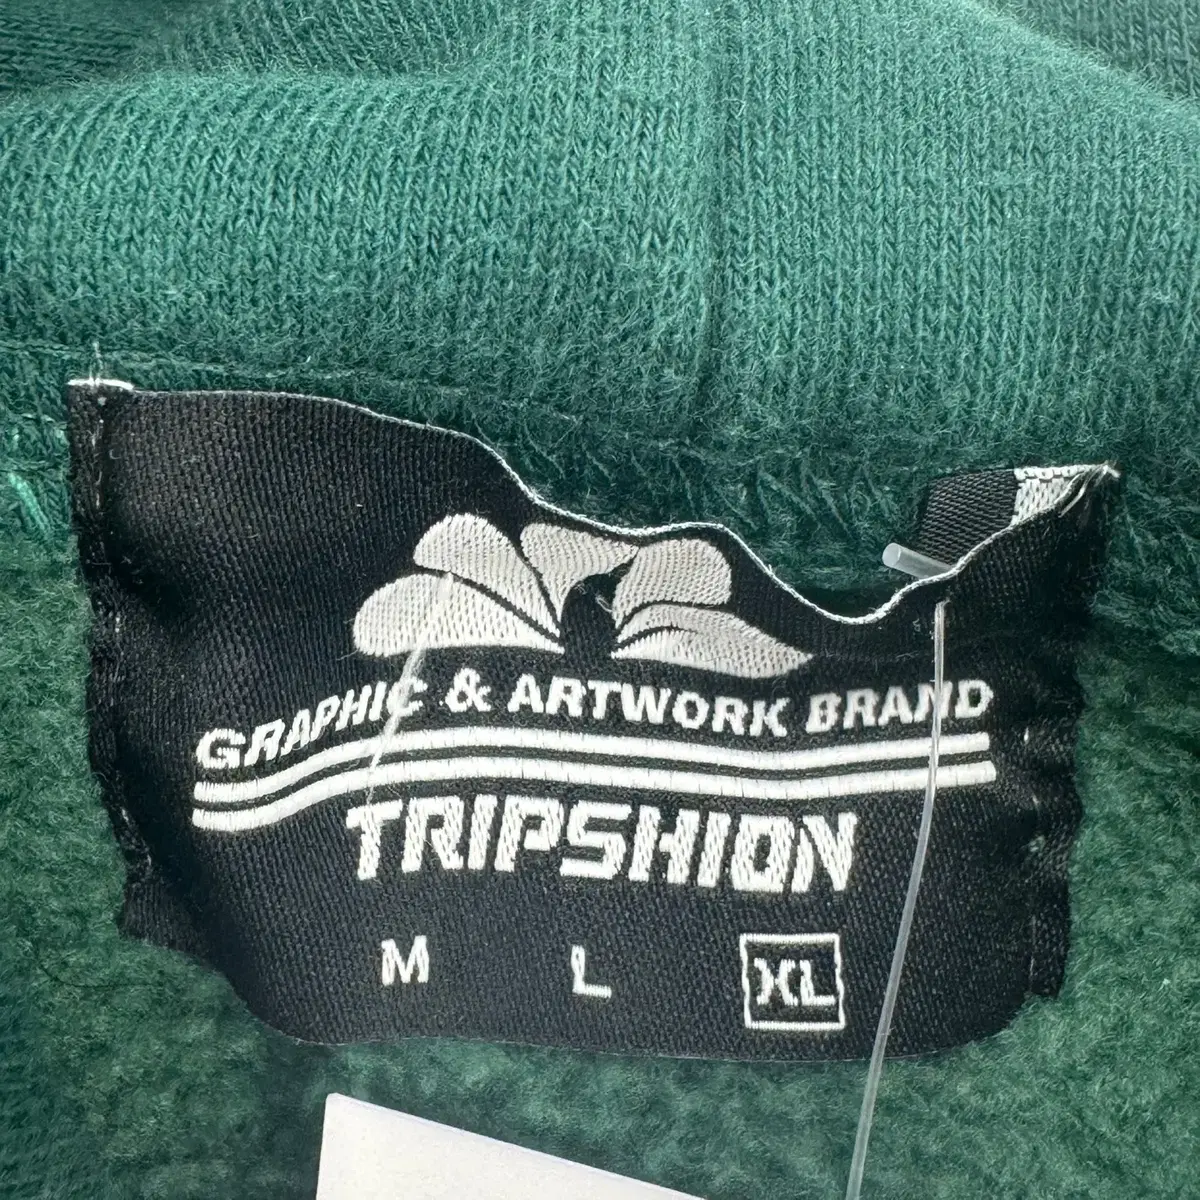 GRAPHIC & ARTWORK BRAND
TRIPSHION
M L XL